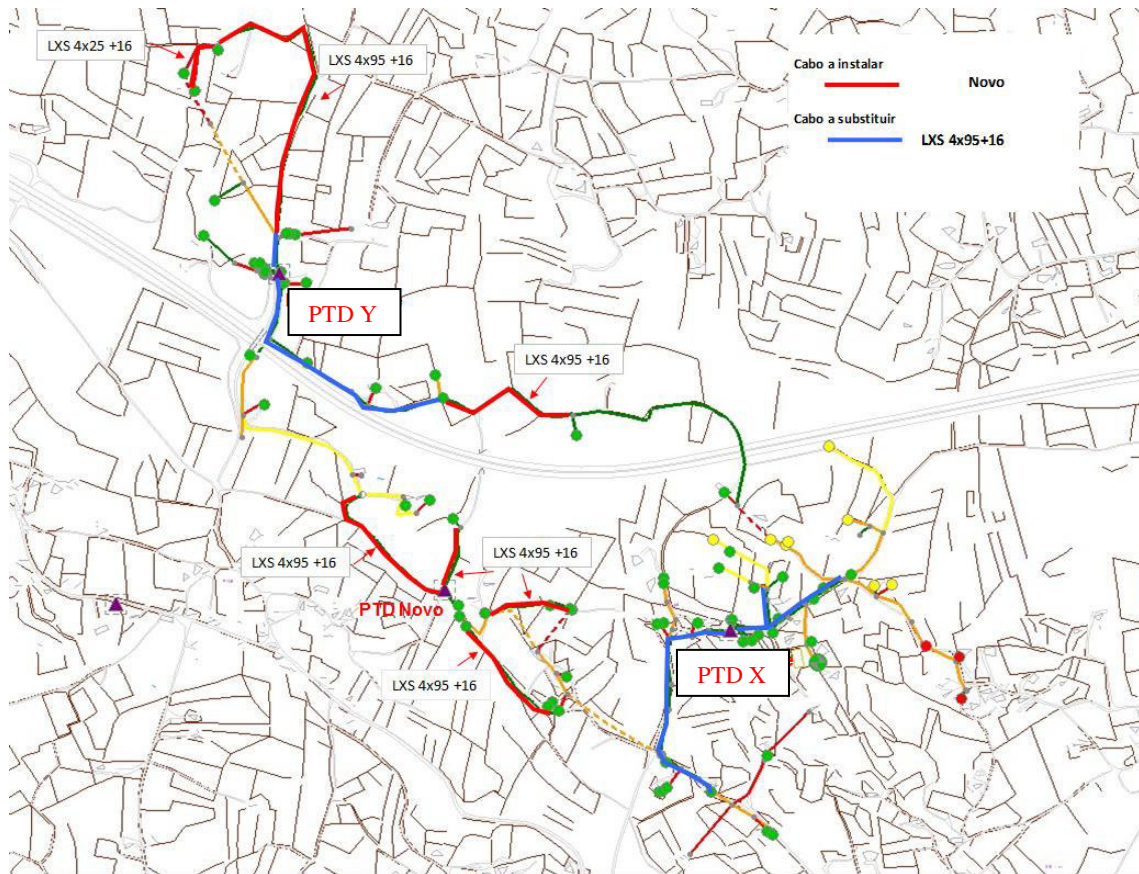 LXS 4x25 +16
LXS 4x95 +16
Cabo a instalar
Novo
Cabo a substituir
LXS 4x95+16
PTD Y
LXS 4x95 +16
LXS 4x95 +16
LXS 4x95 +16
PTD Novo
LXS 4x95 +16
PTD X